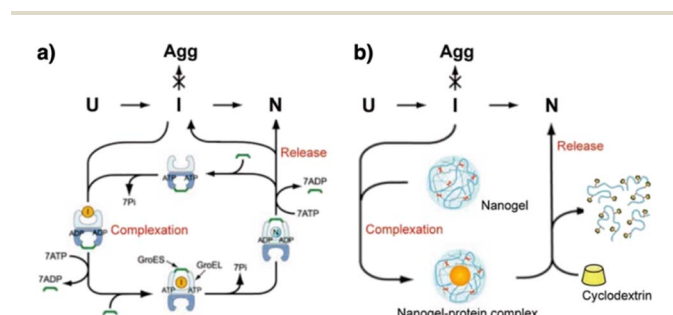 a)
Agg
U I N
Release
ATP ATP
7Pi
7ADP
7ATP
I
ADP ADP
Complexation
N
ADP ADP
7ATP
7ADP
GroES
GroEL
7Pi
I
ATP ATP
b)
Agg
U I N
Release
Nanogel
Complexation
Cyclodextrin
Nanogel-protein complex